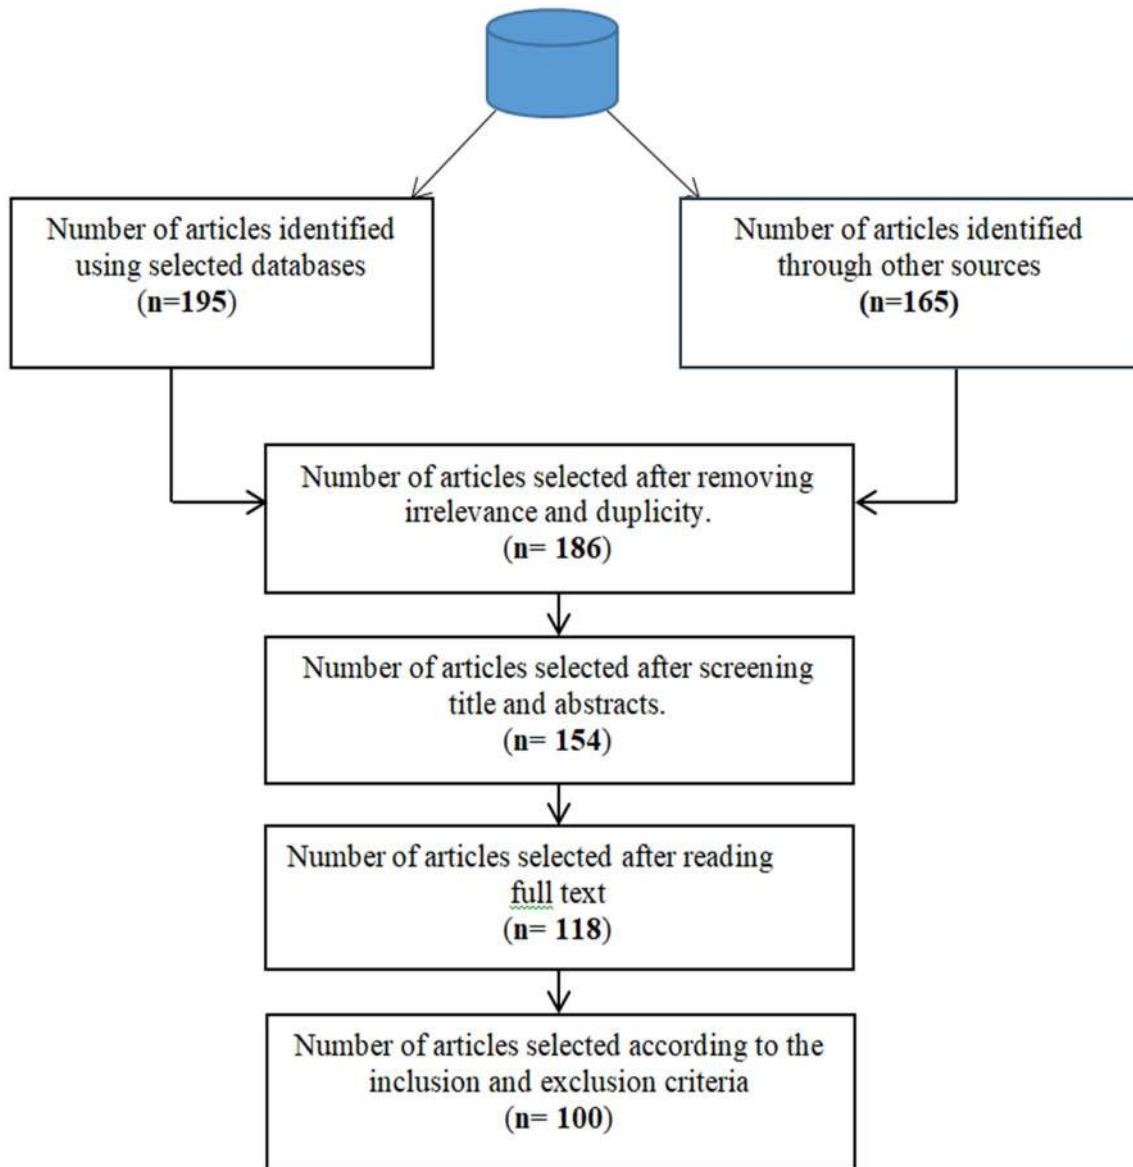 Number of articles identified
using selected databases
(n=195)
Number of articles identified
through other sources
(n=165)
Number of articles selected after removing
irrelevance and duplicity.
(n= 186)
Number of articles selected after screening
title and abstracts.
(n= 154)
Number of articles selected after reading
full text
(n= 118)
Number of articles selected according to the
inclusion and exclusion criteria
(n= 100)